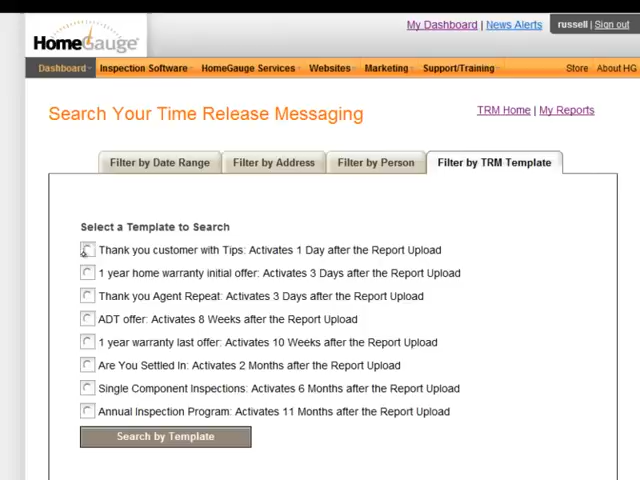 My Dashboard | News Alerts
russell | Sign out
HomeGauge
Dashboard Inspection Software HomeGauge Services Websites Marketing Support/Training Store About HG
Search Your Time Release Messaging
TRM Home | My Reports
Filter by Date Range Filter by Address Filter by Person Filter by TRM Template
Select a Template to Search
Thank you customer with Tips: Activates 1 Day after the Report Upload
1 year home warranty initial offer: Activates 3 Days after the Report Upload
Thank you Agent Repeat: Activates 3 Days after the Report Upload
ADT offer: Activates 8 Weeks after the Report Upload
1 year warranty last offer: Activates 10 Weeks after the Report Upload
Are You Settled In: Activates 2 Months after the Report Upload
Single Component Inspections: Activates 6 Months after the Report Upload
Annual Inspection Program: Activates 11 Months after the Report Upload
Search by Template